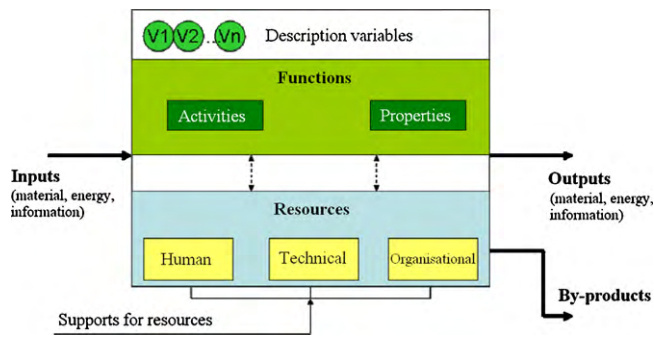 V1 V2 ... Vn Description variables
Functions
Activities Properties
Inputs
(material, energy,
information)
Outputs
(material, energy,
information)
Resources
Human Technical Organisational
By-products
Supports for resources